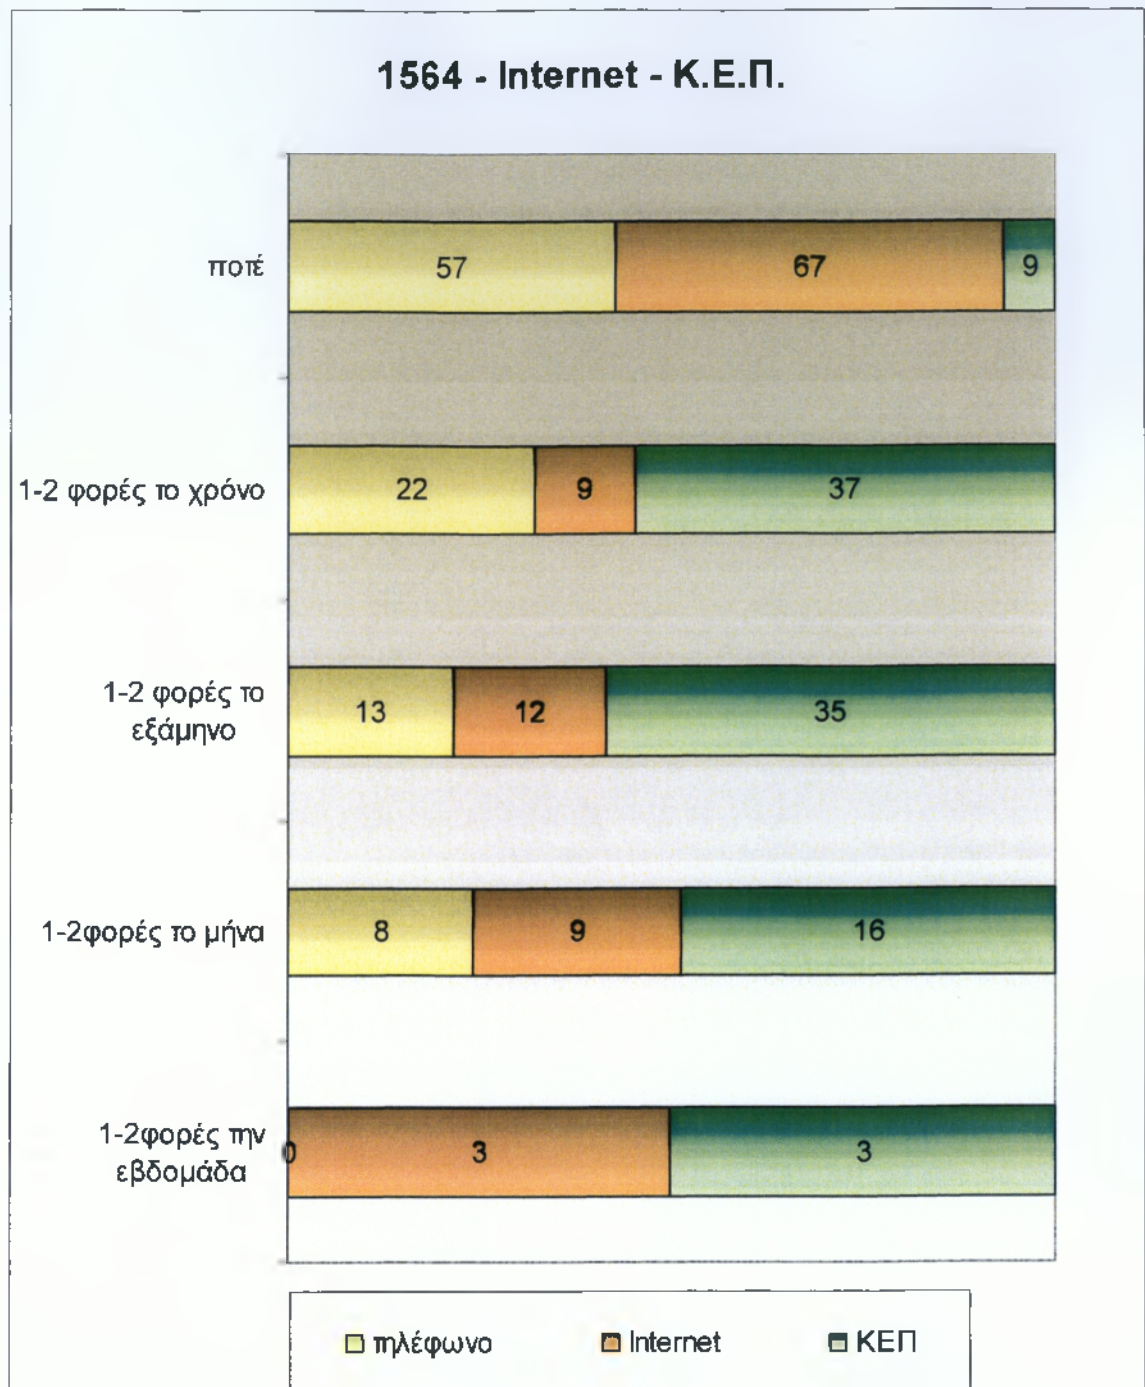 1564 - Internet - Κ.Ε.Π.
ποτέ
57 67 9
1-2 φορές το χρόνο
22 9 37
1-2 φορές το
εξάμηνο
13 12 35
1-2φορές το μήνα
8 9 16
1-2φορές την
εβδομάδα
0 3 3
τηλέφωνο Internet ΚΕΠ